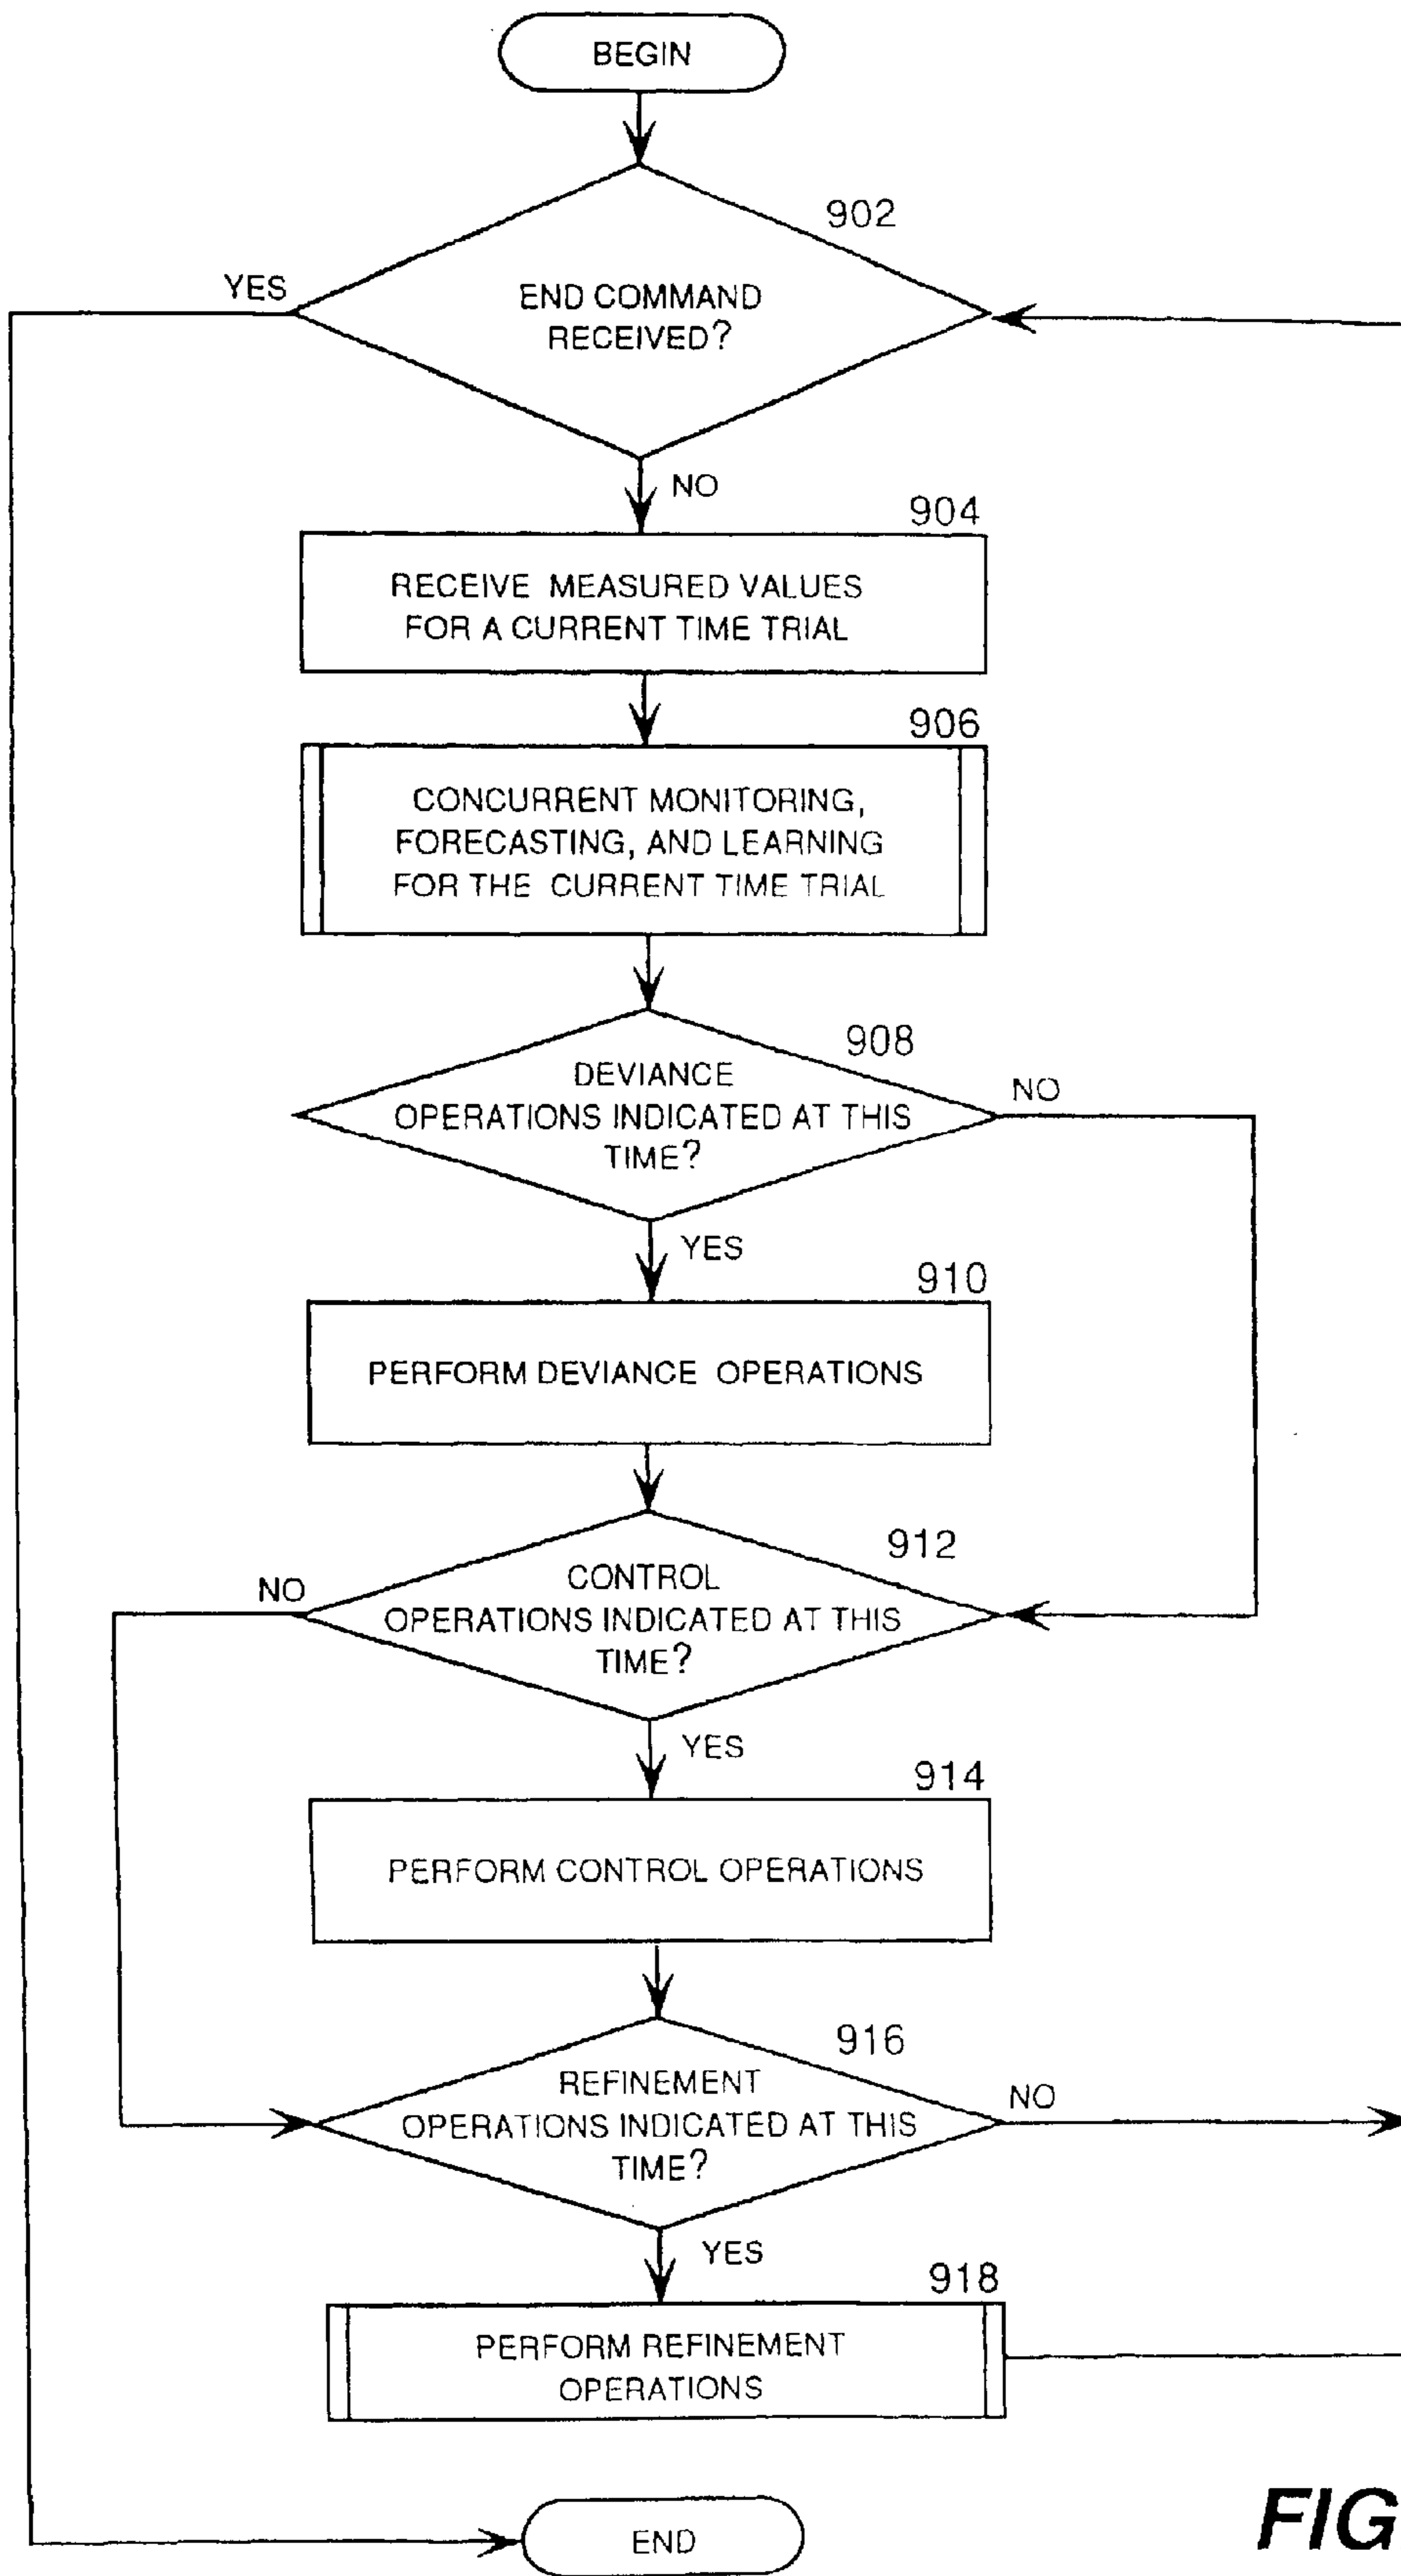 BEGIN
902
YES
END COMMAND
RECEIVED?
NO
904
RECEIVE MEASURED VALUES
FOR A CURRENT TIME TRIAL
906
CONCURRENT MONITORING,
FORECASTING, AND LEARNING
FOR THE CURRENT TIME TRIAL
908
DEVIANCE
OPERATIONS INDICATED AT THIS
TIME?
NO
YES
910
PERFORM DEVIANCE OPERATIONS
912
NO
CONTROL
OPERATIONS INDICATED AT THIS
TIME?
YES
914
PERFORM CONTROL OPERATIONS
916
REFINEMENT
OPERATIONS INDICATED AT THIS
TIME?
NO
YES
918
PERFORM REFINEMENT
OPERATIONS
END
FIG